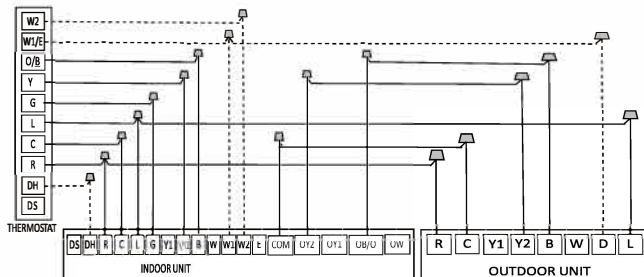 W2
W1/E
O/B
Y
G
L
C
R
DH
DS
THERMOSTAT
DS DH R C L G Y1 B W W1 W2 E COM OY2 OY1 OB/O OW
INDOOR UNIT
R C Y1 Y2 B W D L
OUTDOOR UNIT